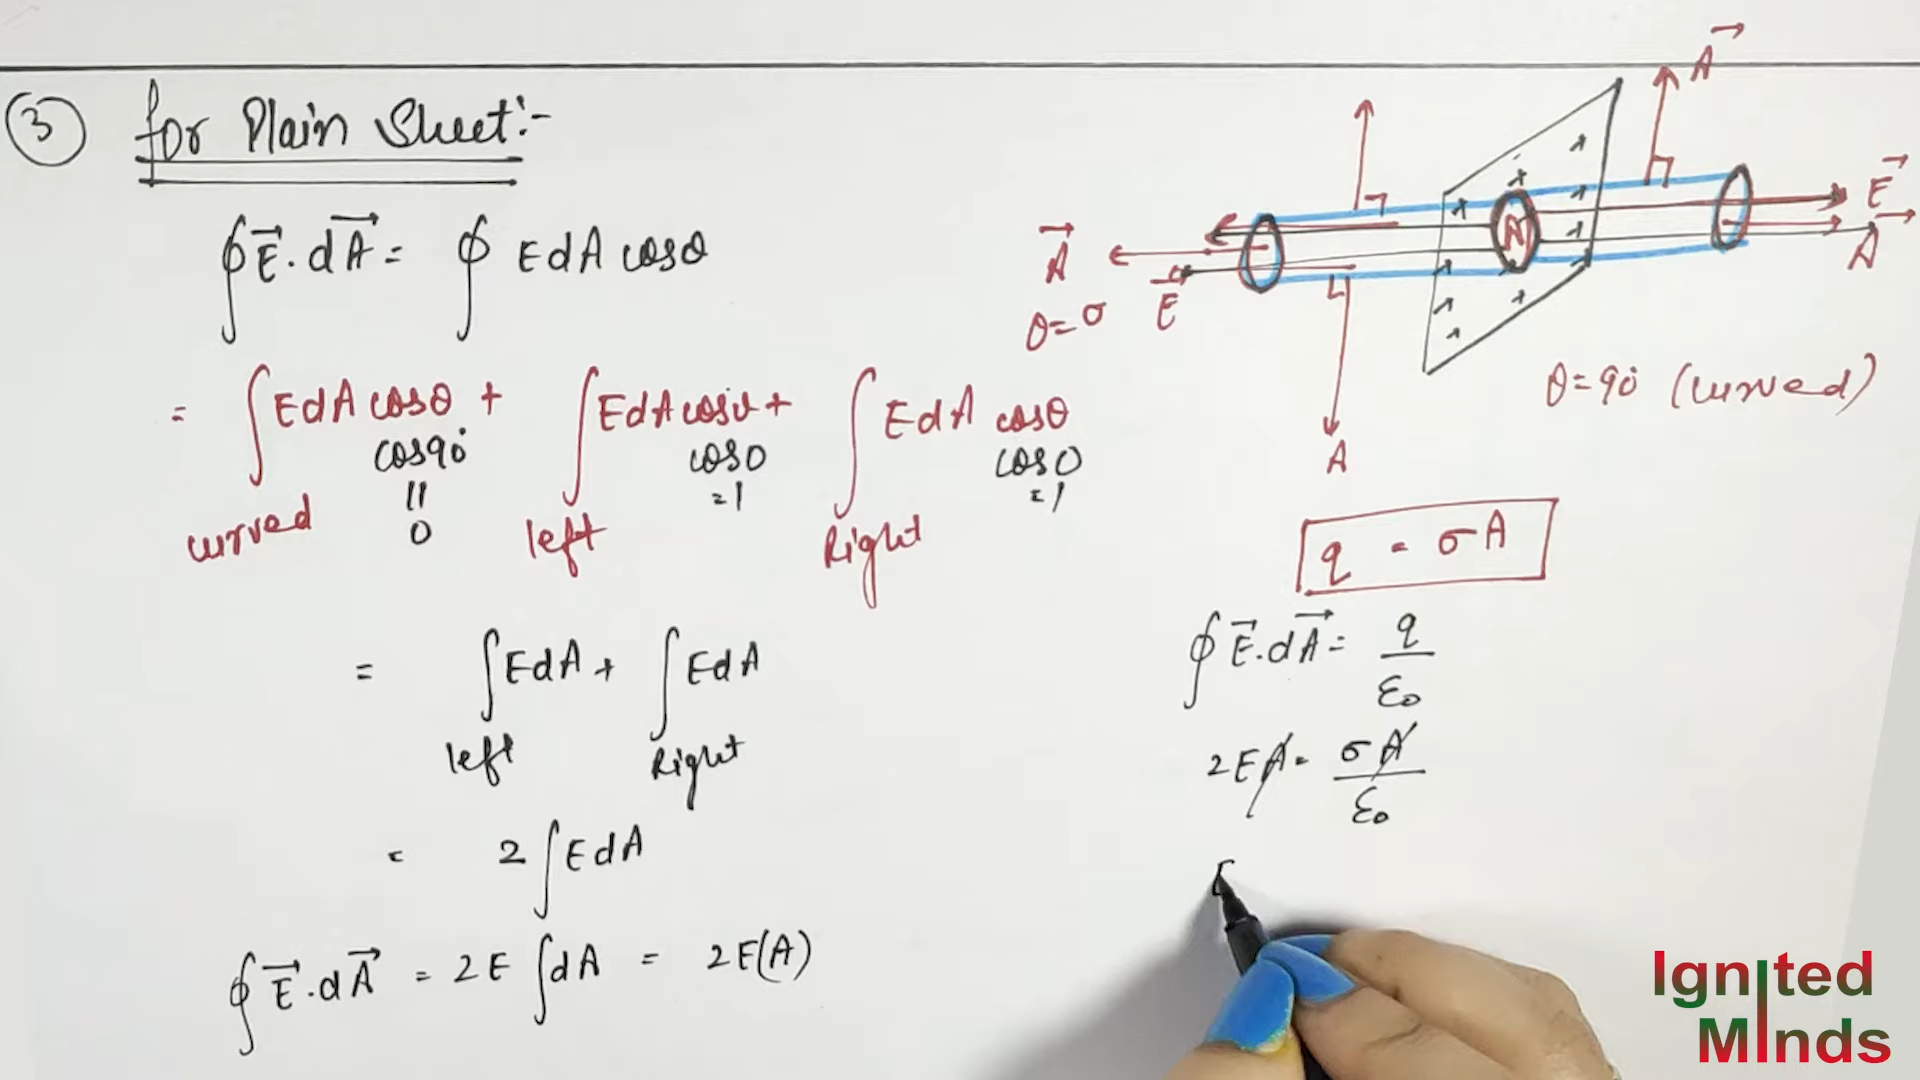 3 for Plain Sheet:-
∮E⃗.dA⃗ = ∮ EdA cosθ
= ∫EdA cosθ + ∫EdA cosθ + ∫EdA cosθ
cos90° cos0 cos0
|| =1 =1
0
curved left Right
= ∫EdA + ∫EdA
left Right
= 2∫EdA
∮E⃗.dA⃗ = 2E ∫dA = 2E(A)
A⃗
E⃗
A⃗
A
A⃗
E⃗
θ=0°
A
θ=90° (curved)
q = σA
∮E⃗.dA⃗ = q/ε₀
2EA = σA/ε₀
Ignited
Minds